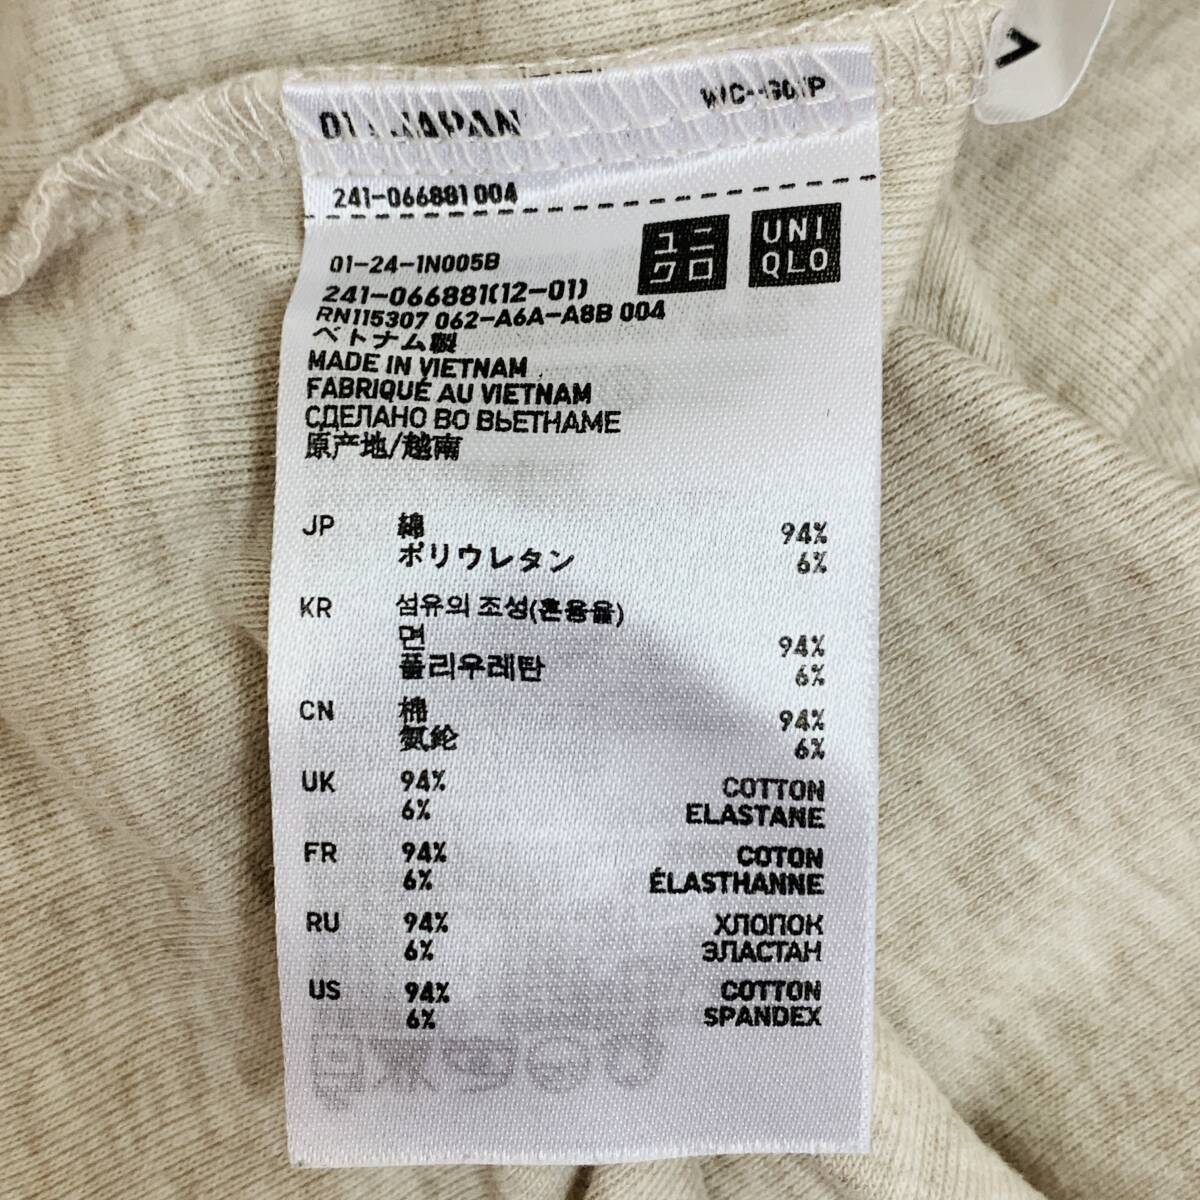 JAPAN
241-066881 004
ユニクロ
UNIQLO
01-24-1N005B
241-066881(12-01)
RN115307 062-A6A-A8B 004
ベトナム製
MADE IN VIETNAM
FABRIQUÉ AU VIETNAM
СДЕЛАНО ВО ВЬЕТНАМЕ
原产地/越南
JP 綿 94%
ポリウレタン 6%
KR 섬유의 조성(혼용율)
면 94%
폴리우레탄 6%
CN 棉 94%
氨纶 6%
UK 94% COTTON
6% ELASTANE
FR 94% COTON
6% ÉLASTHANNE
RU 94% ХЛОПОК
6% ЭЛАСТАН
US 94% COTTON
6% SPANDEX